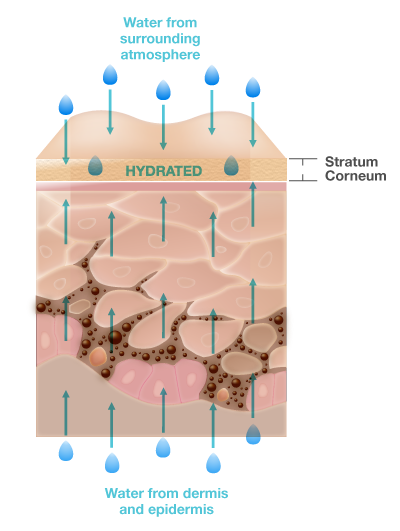 Water from
surrounding
atmosphere
HYDRATED
Stratum
Corneum
Water from dermis
and epidermis